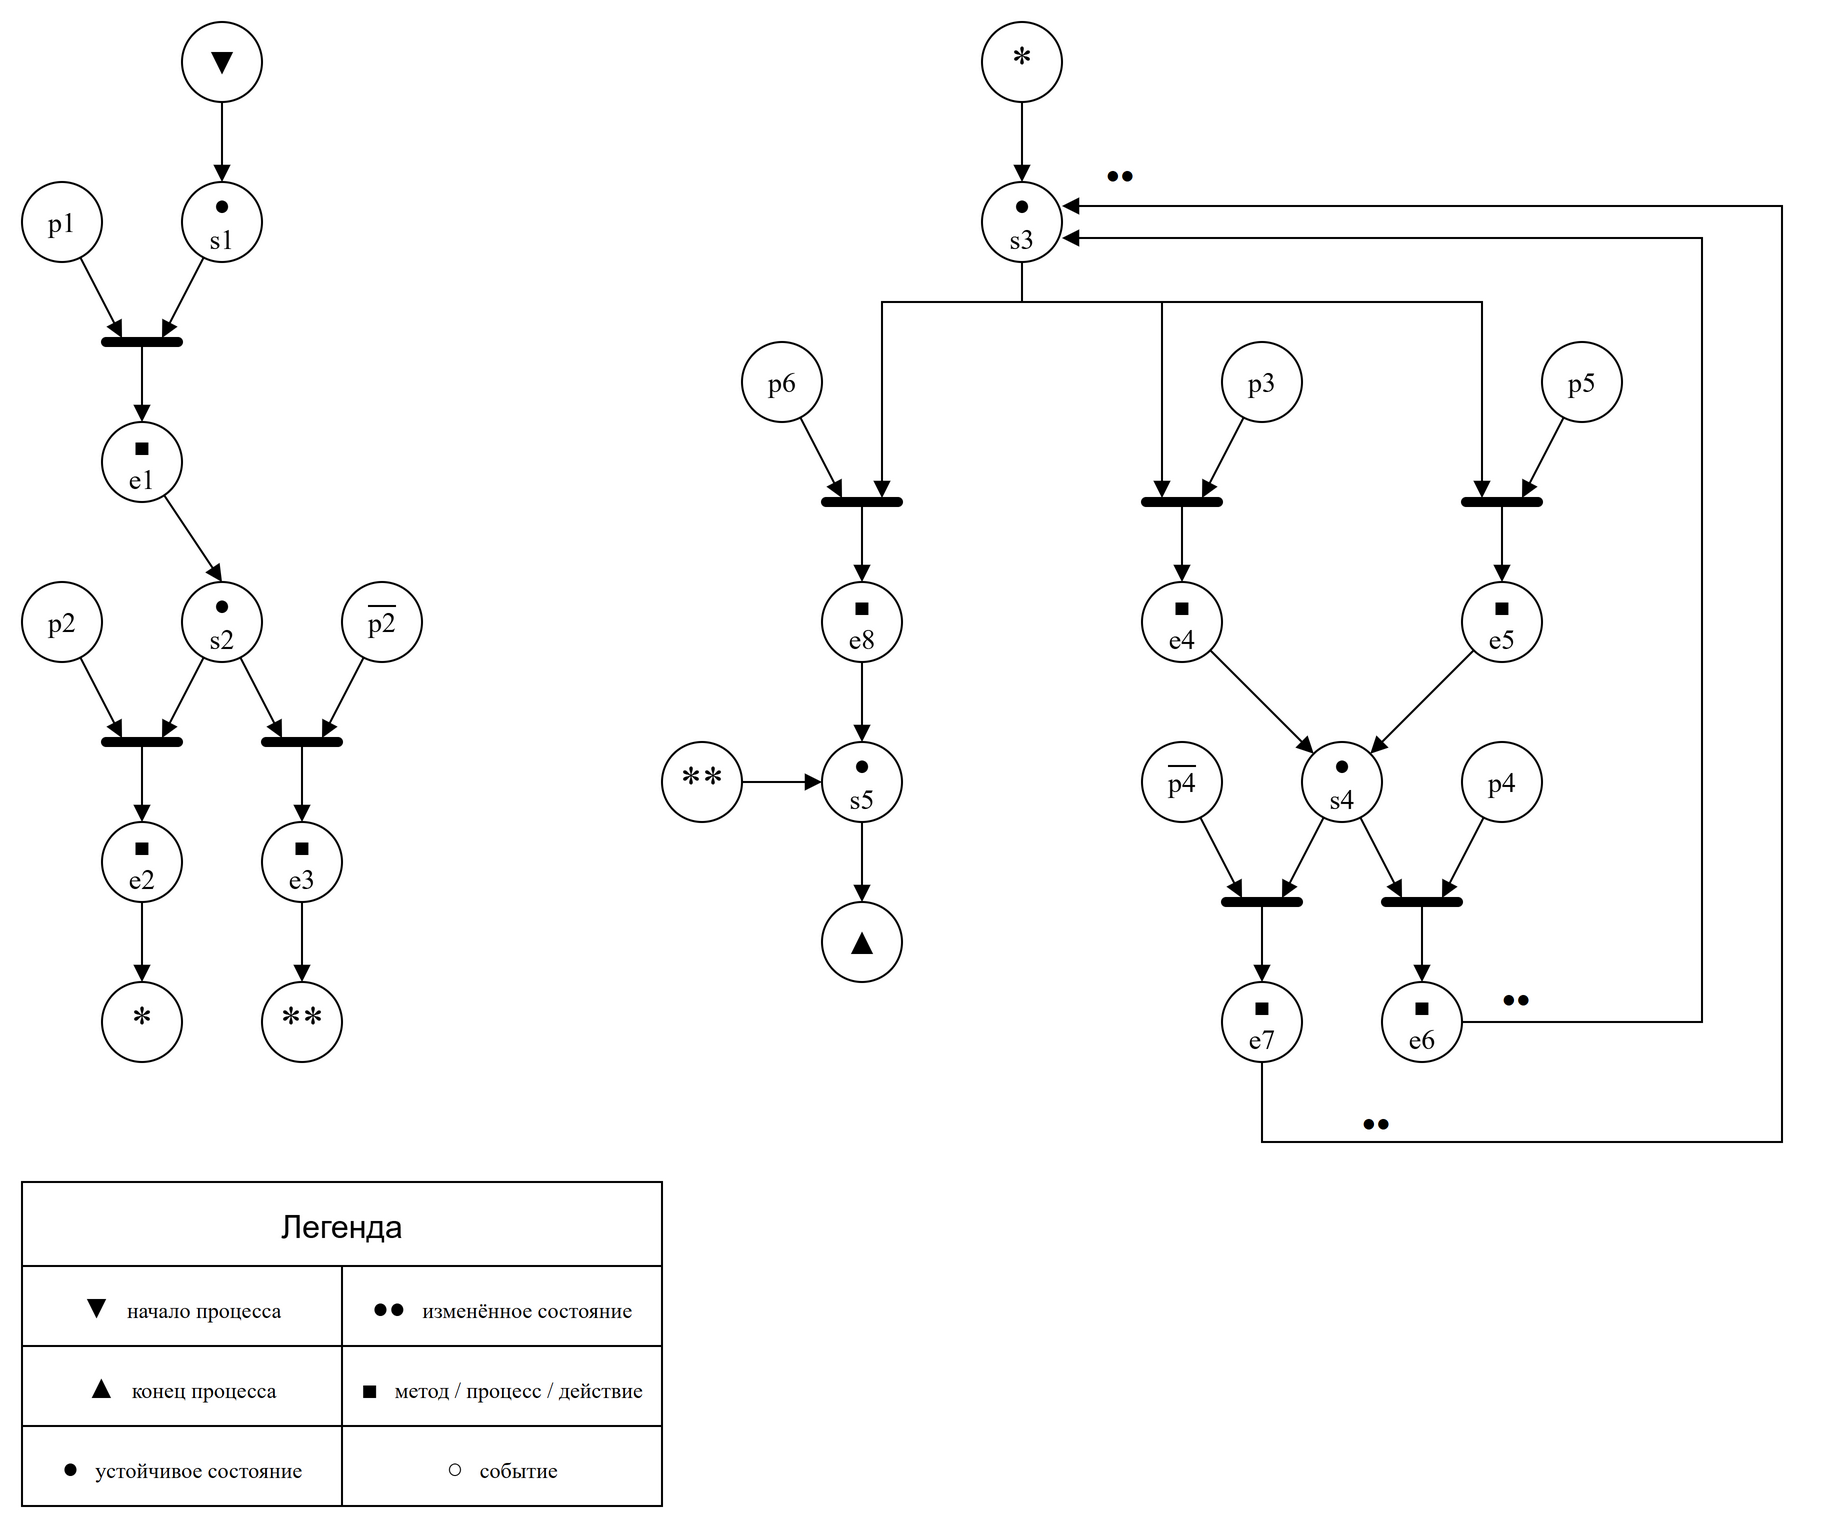 ▼
*
p1
● s1
● s3
●●
p6
p3
p5
■ e1
p2
● s2
p2
■ e8
■ e4
■ e5
**
● s5
p4
● s4
p4
■ e2
■ e3
▲
*
**
■ e7
■ e6
●●
●●
Легенда
▼ начало процесса
●● изменённое состояние
▲ конец процесса
■ метод / процесс / действие
● устойчивое состояние
○ событие